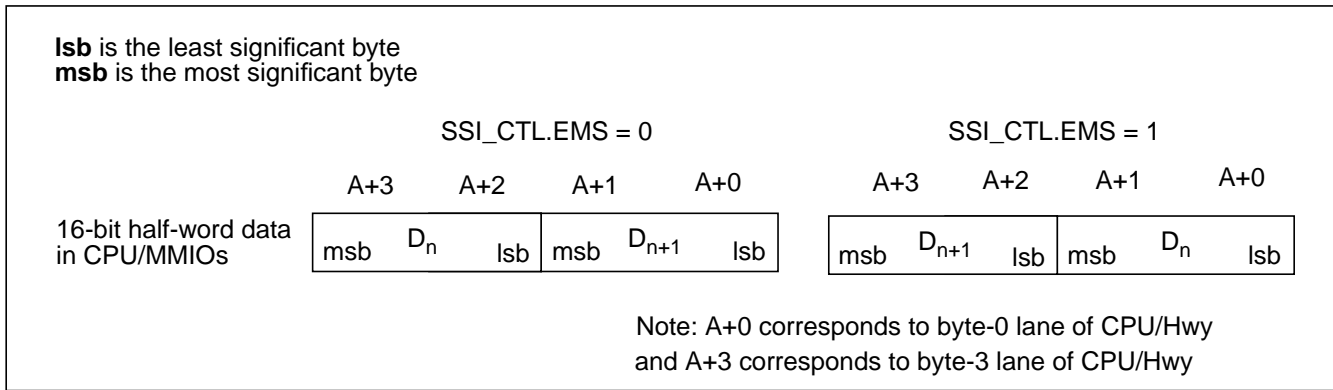 lsb is the least significant byte
msb is the most significant byte
SSI_CTL.EMS = 0 SSI_CTL.EMS = 1
A+3 A+2 A+1 A+0 A+3 A+2 A+1 A+0
16-bit half-word data
in CPU/MMIOs
msb Dn lsb msb Dn+1 lsb msb Dn+1 lsb msb Dn lsb
Note: A+0 corresponds to byte-0 lane of CPU/Hwy
and A+3 corresponds to byte-3 lane of CPU/Hwy